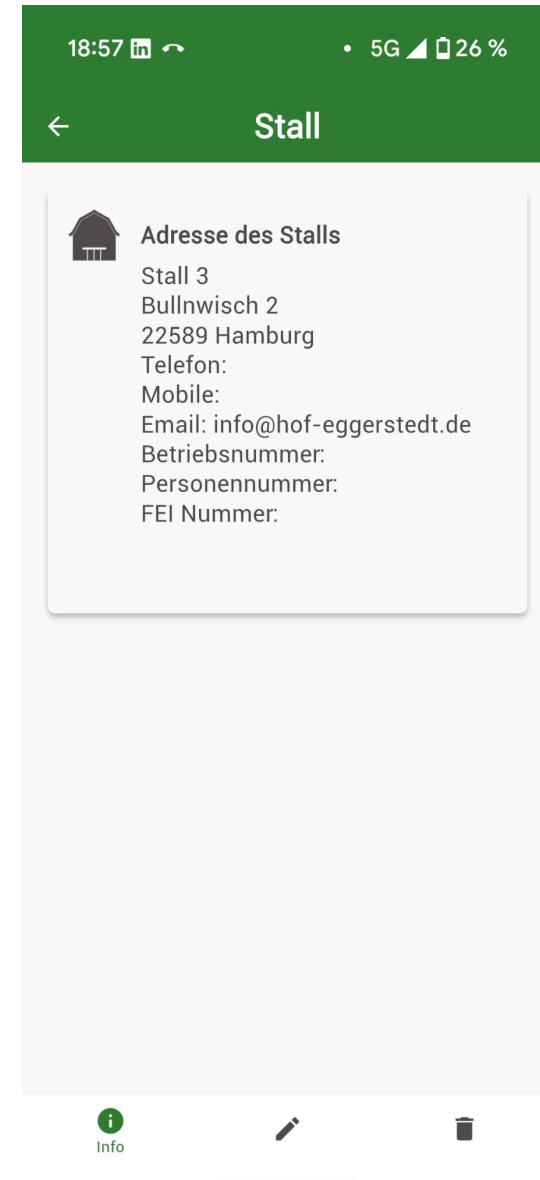 18:57 in • 5G 26 %
Stall
Adresse des Stalls
Stall 3
Bullnwisch 2
22589 Hamburg
Telefon:
Mobile:
Email: info@hof-eggerstedt.de
Betriebsnummer:
Personennummer:
FEI Nummer:
Info